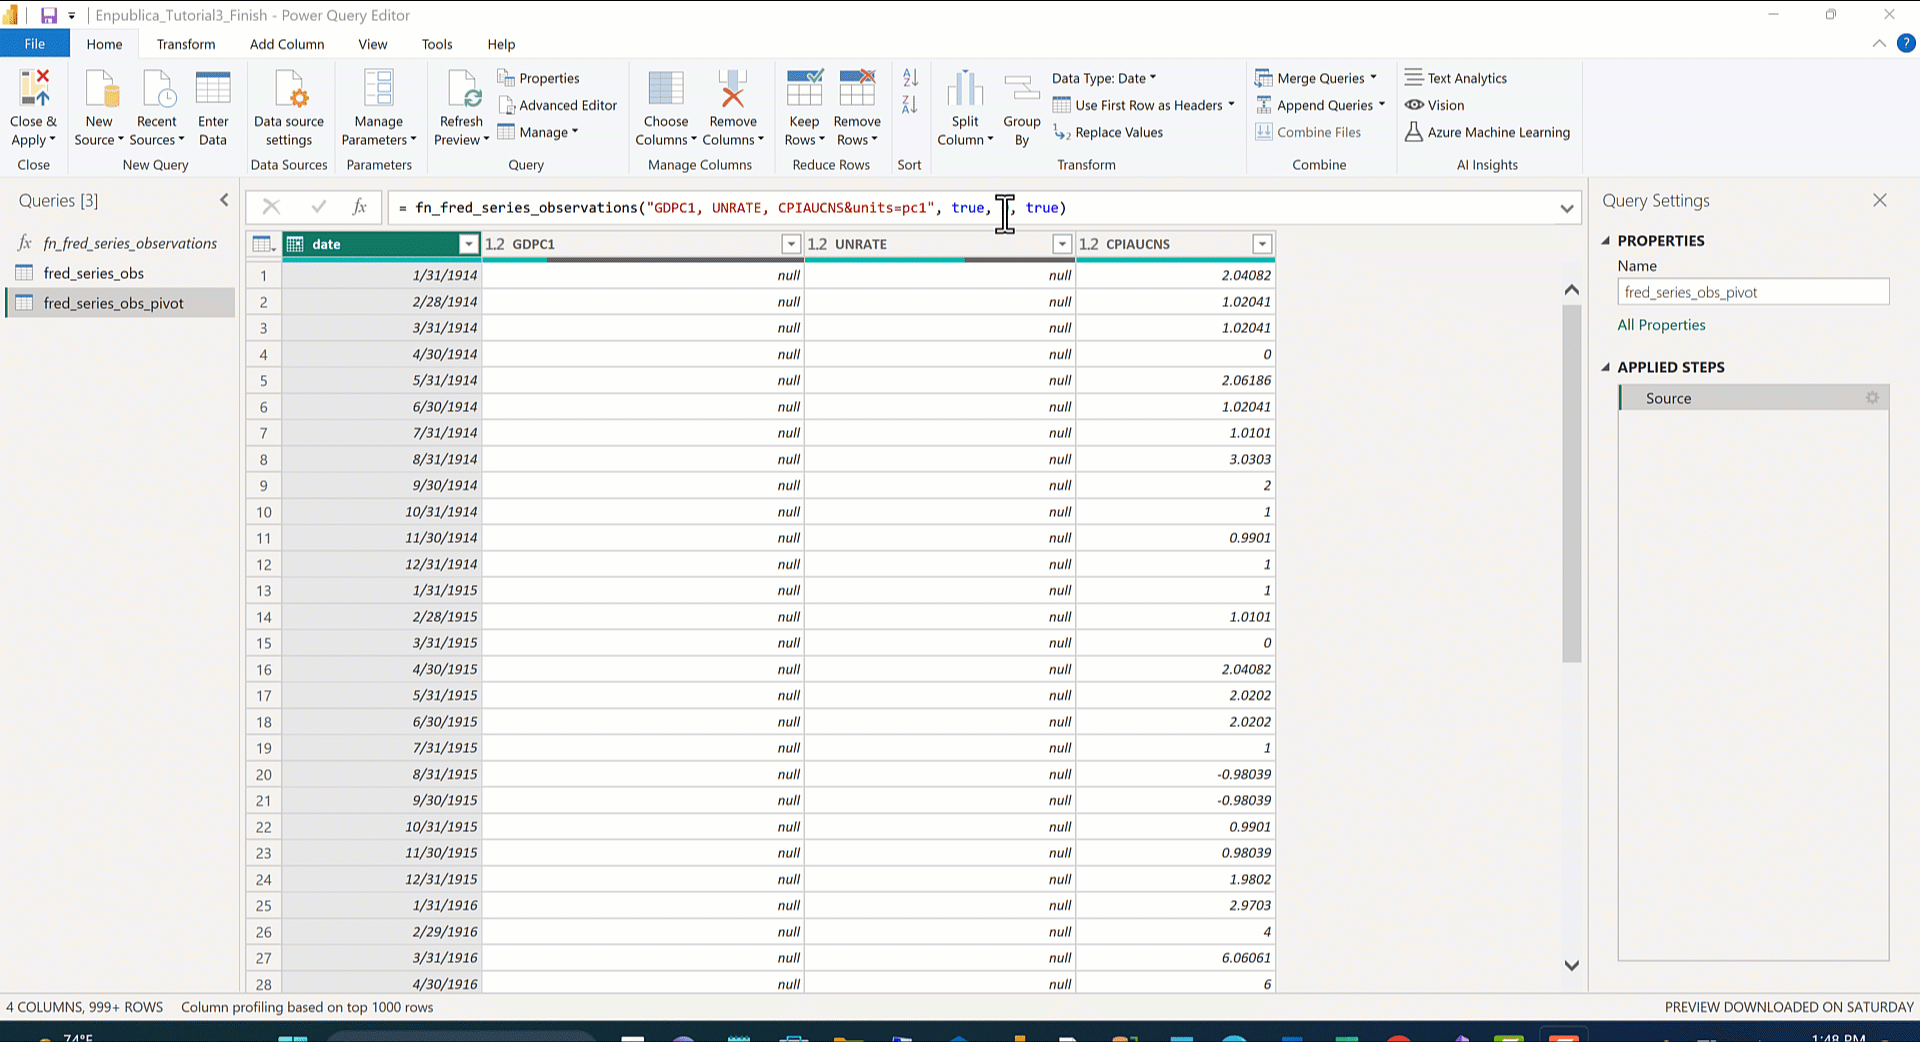 Enpublica_Tutorial3_Finish - Power Query Editor
File Home Transform Add Column View Tools Help
Close & Apply
Close
New Source
Recent Sources
Enter Data
New Query
Data source settings
Data Sources
Manage Parameters
Parameters
Refresh Preview
Properties
Advanced Editor
Manage
Query
Choose Columns
Remove Columns
Manage Columns
Keep Rows
Remove Rows
Reduce Rows
Sort
Split Column
Group By
Data Type: Date
Use First Row as Headers
Replace Values
Transform
Merge Queries
Append Queries
Combine Files
Combine
Text Analytics
Vision
Azure Machine Learning
AI Insights
Queries [3]
fx fn_fred_series_observations
fred_series_obs
fred_series_obs_pivot
fx = fn_fred_series_observations("GDPC1, UNRATE, CPIAUCNS&units=pc1", true, , true)
date 1.2 GDPC1 1.2 UNRATE 1.2 CPIAUCNS
1 1/31/1914 null null 2.04082
2 2/28/1914 null null 1.02041
3 3/31/1914 null null 1.02041
4 4/30/1914 null null 0
5 5/31/1914 null null 2.06186
6 6/30/1914 null null 1.02041
7 7/31/1914 null null 1.0101
8 8/31/1914 null null 3.0303
9 9/30/1914 null null 2
10 10/31/1914 null null 1
11 11/30/1914 null null 0.9901
12 12/31/1914 null null 1
13 1/31/1915 null null 1
14 2/28/1915 null null 1.0101
15 3/31/1915 null null 0
16 4/30/1915 null null 2.04082
17 5/31/1915 null null 2.0202
18 6/30/1915 null null 2.0202
19 7/31/1915 null null 1
20 8/31/1915 null null -0.98039
21 9/30/1915 null null -0.98039
22 10/31/1915 null null 0.9901
23 11/30/1915 null null 0.98039
24 12/31/1915 null null 1.9802
25 1/31/1916 null null 2.9703
26 2/29/1916 null null 4
27 3/31/1916 null null 6.06061
28 4/30/1916 null null 6
Query Settings
PROPERTIES
Name
fred_series_obs_pivot
All Properties
APPLIED STEPS
Source
4 COLUMNS, 999+ ROWS Column profiling based on top 1000 rows
PREVIEW DOWNLOADED ON SATURDAY
74°F
1:48 PM